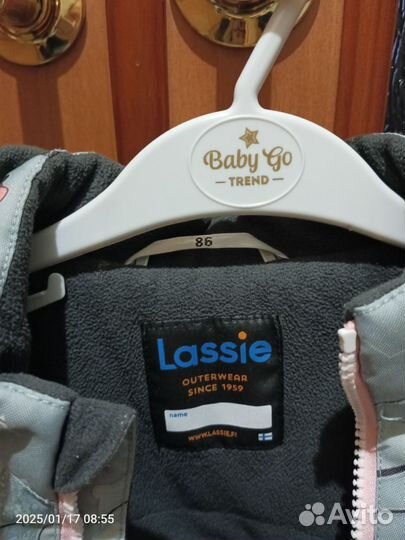 Baby Go
TREND
86
Lassie
OUTERWEAR
SINCE 1959
name
WWW.LASSIE.FI
2025/01/17 08:55
Avito